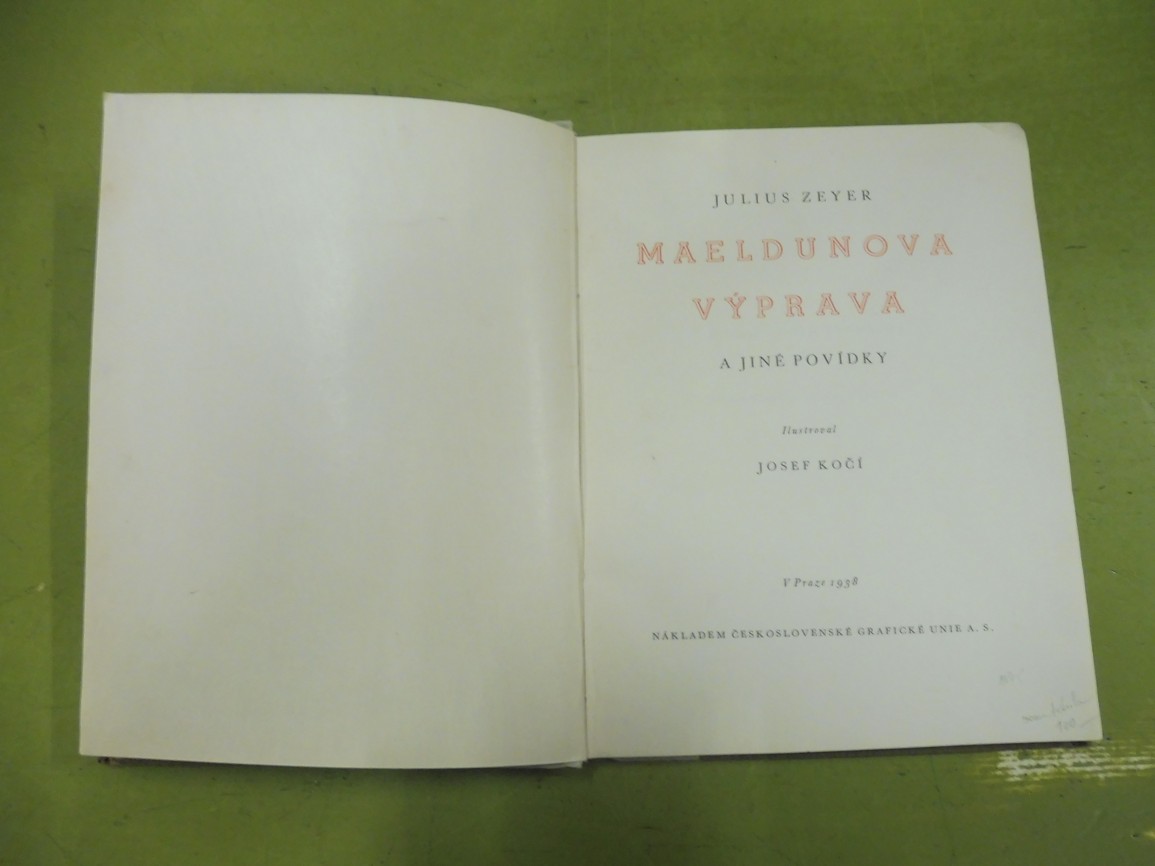 JULIUS ZEYER
MAELDUNOVA
VÝPRAVA
A JINÉ POVÍDKY
Ilustroval
JOSEF KOČÍ
V Praze 1938
NÁKLADEM ČESKOSLOVENSKÉ GRAFICKÉ UNIE A. S.